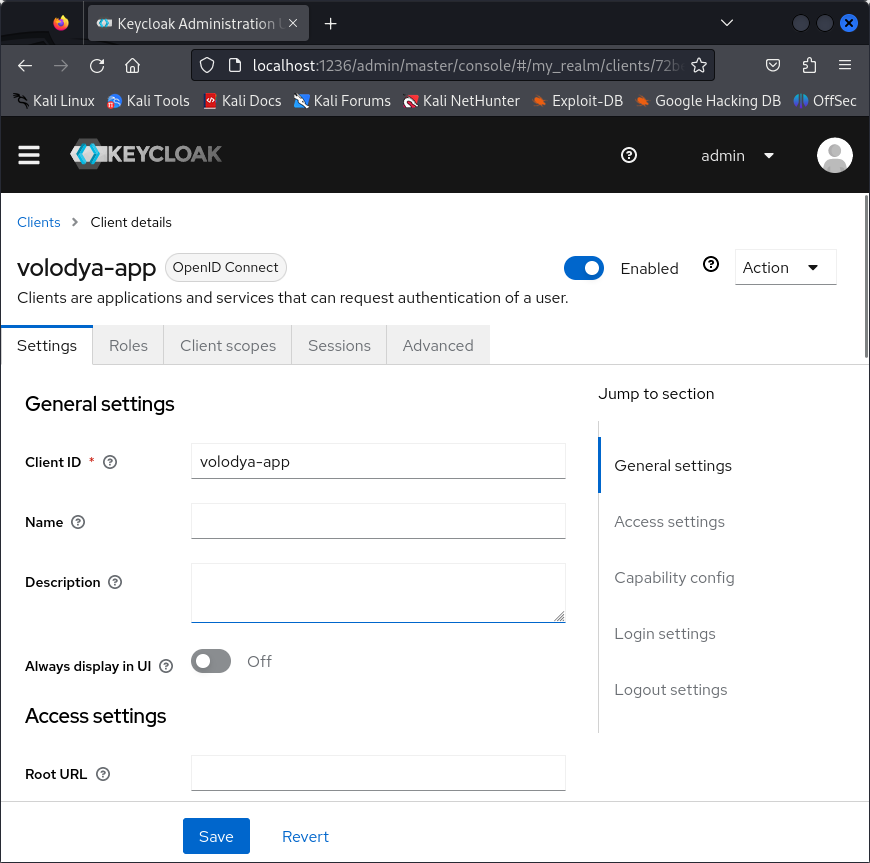 Keycloak Administration
localhost:1236/admin/master/console/#/my_realm/clients/72b
Kali Linux Kali Tools Kali Docs Kali Forums Kali NetHunter Exploit-DB Google Hacking DB OffSec
KEYCLOAK admin
Clients Client details
volodya-app OpenID Connect Enabled Action
Clients are applications and services that can request authentication of a user.
Settings Roles Client scopes Sessions Advanced
Jump to section
General settings
Client ID * volodya-app
Name
Description
Always display in UI Off
Access settings
Root URL
General settings
Access settings
Capability config
Login settings
Logout settings
Save Revert